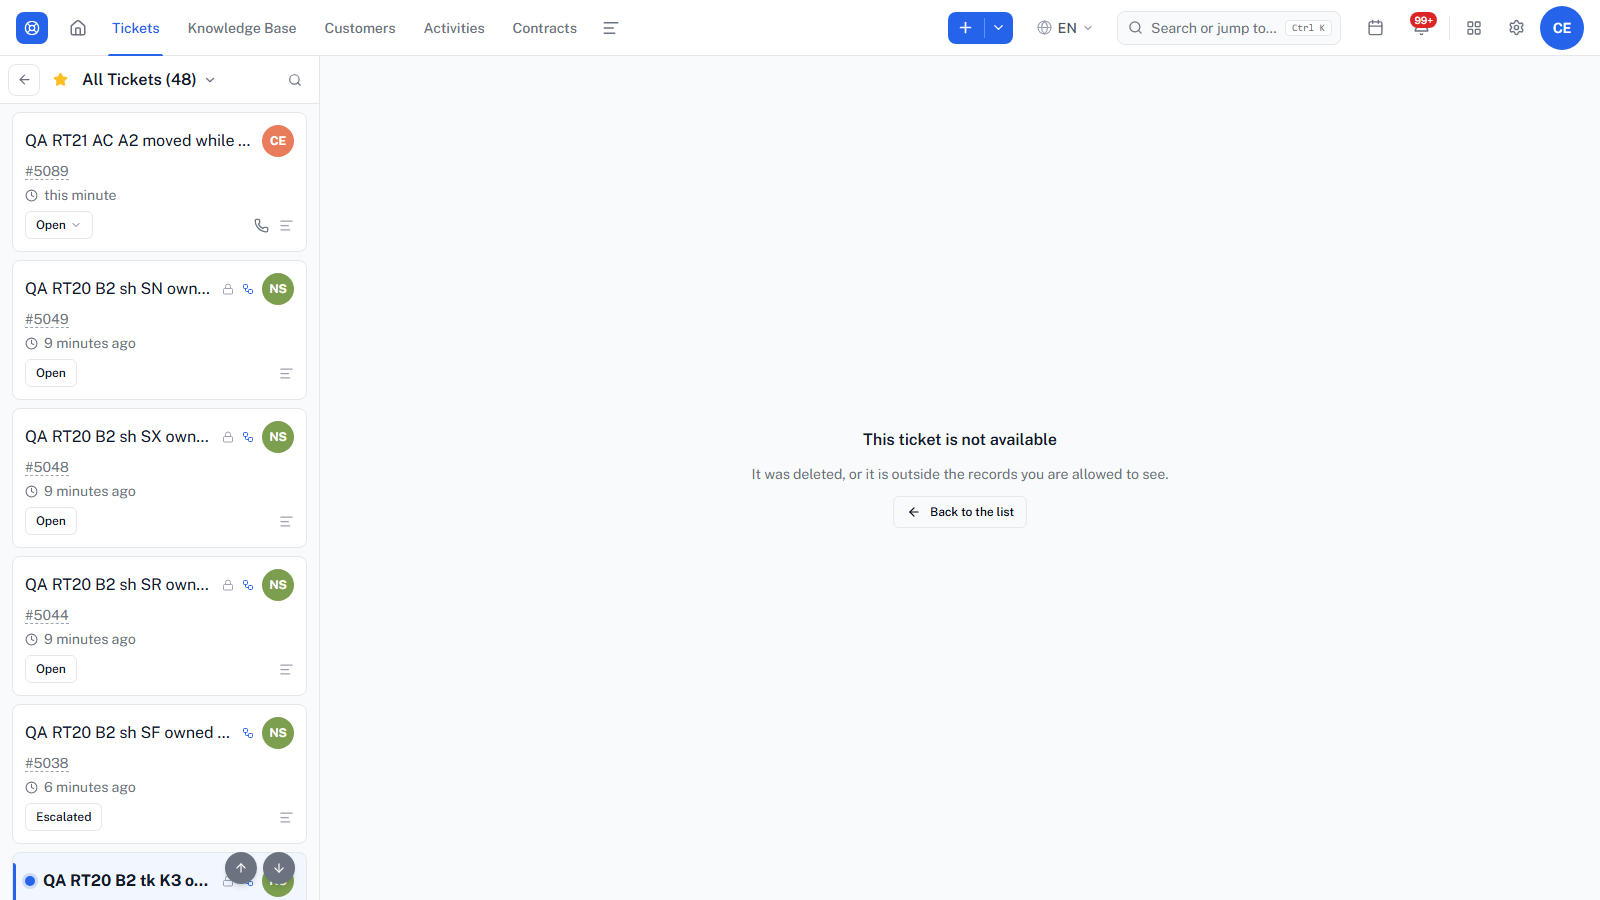 Tickets
Knowledge Base
Customers
Activities
Contracts
EN
Search or jump to...
Ctrl K
99+
CE
All Tickets (48)
QA RT21 AC A2 moved while ...
CE
#5089
this minute
Open
QA RT20 B2 sh SN own...
NS
#5049
9 minutes ago
Open
QA RT20 B2 sh SX own...
NS
#5048
9 minutes ago
Open
QA RT20 B2 sh SR own...
NS
#5044
9 minutes ago
Open
QA RT20 B2 sh SF owned ...
NS
#5038
6 minutes ago
Escalated
QA RT20 B2 tk K3 o...
This ticket is not available
It was deleted, or it is outside the records you are allowed to see.
Back to the list